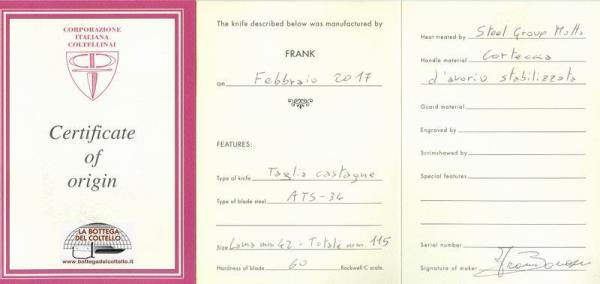 CORPORAZIONE
ITALIANA
COLTELLINAI
Certificate
of
origin
LA BOTTEGA
DEL COLTELLO
www.bottegadelcoltello.it
The knife described below was manufactured by
FRANK
on Febbraio 2017
FEATURES:
Type of knife Taglia castagne
Type of blade steel ATS-34
Size Lama mm 42 - Totale mm 115
Hardness of blade 60 Rockwell C scale.
Heat treated by Steel Group Motta
Handle material Corteccia
d'avorio stabilizzata
Guard material
Engraved by
Scrimshawed by
Special features
Serial number
Signature of maker